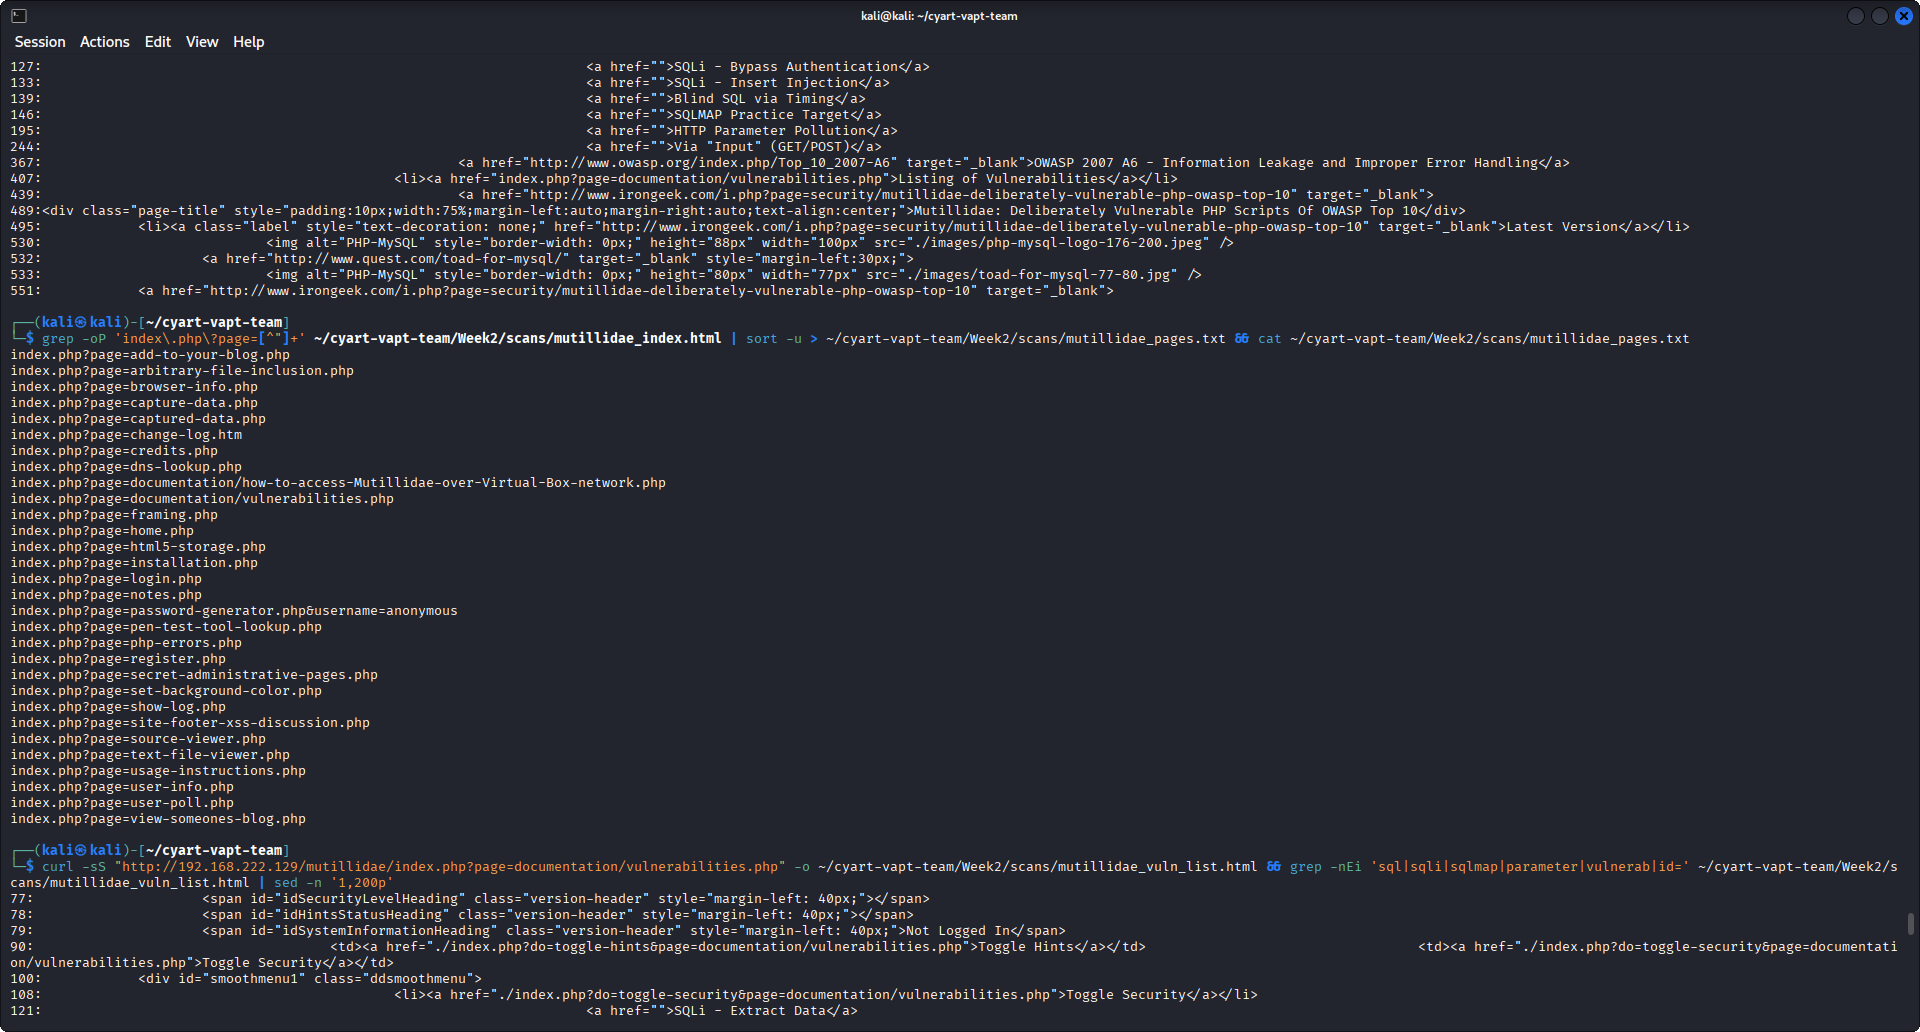 kali@kali: ~/cyart-vapt-team
Session Actions Edit View Help
127:                                                                    <a href="">SQLi - Bypass Authentication</a>
133:                                                                    <a href="">SQLi - Insert Injection</a>
139:                                                                    <a href="">Blind SQL via Timing</a>
146:                                                                    <a href="">SQLMAP Practice Target</a>
195:                                                                    <a href="">HTTP Parameter Pollution</a>
244:                                                                    <a href="">Via "Input" (GET/POST)</a>
367:                                                    <a href="http://www.owasp.org/index.php/Top_10_2007-A6" target="_blank">OWASP 2007 A6 - Information Leakage and Improper Error Handling</a>
407:                                            <li><a href="index.php?page=documentation/vulnerabilities.php">Listing of Vulnerabilities</a></li>
439:                                                    <a href="http://www.irongeek.com/i.php?page=security/mutillidae-deliberately-vulnerable-php-owasp-top-10" target="_blank">
489:<div class="page-title" style="padding:10px;width:75%;margin-left:auto;margin-right:auto;text-align:center;">Mutillidae: Deliberately Vulnerable PHP Scripts Of OWASP Top 10</div>
495:            <li><a class="label" style="text-decoration: none;" href="http://www.irongeek.com/i.php?page=security/mutillidae-deliberately-vulnerable-php-owasp-top-10" target="_blank">Latest Version</a></li>
530:                            <img alt="PHP-MySQL" style="border-width: 0px;" height="88px" width="100px" src="./images/php-mysql-logo-176-200.jpeg" />
532:                    <a href="http://www.quest.com/toad-for-mysql/" target="_blank" style="margin-left:30px;">
533:                            <img alt="PHP-MySQL" style="border-width: 0px;" height="80px" width="77px" src="./images/toad-for-mysql-77-80.jpg" />
551:            <a href="http://www.irongeek.com/i.php?page=security/mutillidae-deliberately-vulnerable-php-owasp-top-10" target="_blank">
┌──(kali㉿kali)-[~/cyart-vapt-team]
└─$ grep -oP 'index\.php\?page=[^"]+' ~/cyart-vapt-team/Week2/scans/mutillidae_index.html | sort -u > ~/cyart-vapt-team/Week2/scans/mutillidae_pages.txt && cat ~/cyart-vapt-team/Week2/scans/mutillidae_pages.txt
index.php?page=add-to-your-blog.php
index.php?page=arbitrary-file-inclusion.php
index.php?page=browser-info.php
index.php?page=capture-data.php
index.php?page=captured-data.php
index.php?page=change-log.htm
index.php?page=credits.php
index.php?page=dns-lookup.php
index.php?page=documentation/how-to-access-Mutillidae-over-Virtual-Box-network.php
index.php?page=documentation/vulnerabilities.php
index.php?page=framing.php
index.php?page=home.php
index.php?page=html5-storage.php
index.php?page=installation.php
index.php?page=login.php
index.php?page=notes.php
index.php?page=password-generator.php&username=anonymous
index.php?page=pen-test-tool-lookup.php
index.php?page=php-errors.php
index.php?page=register.php
index.php?page=secret-administrative-pages.php
index.php?page=set-background-color.php
index.php?page=show-log.php
index.php?page=site-footer-xss-discussion.php
index.php?page=source-viewer.php
index.php?page=text-file-viewer.php
index.php?page=usage-instructions.php
index.php?page=user-info.php
index.php?page=user-poll.php
index.php?page=view-someones-blog.php
┌──(kali㉿kali)-[~/cyart-vapt-team]
└─$ curl -sS "http://192.168.222.129/mutillidae/index.php?page=documentation/vulnerabilities.php" -o ~/cyart-vapt-team/Week2/scans/mutillidae_vuln_list.html && grep -nEi 'sql|sqli|sqlmap|parameter|vulnerab|id=' ~/cyart-vapt-team/Week2/s
cans/mutillidae_vuln_list.html | sed -n '1,200p'
77:                     <span id="idSecurityLevelHeading" class="version-header" style="margin-left: 40px;"></span>
78:                     <span id="idHintsStatusHeading" class="version-header" style="margin-left: 40px;"></span>
79:                     <span id="idSystemInformationHeading" class="version-header" style="margin-left: 40px;">Not Logged In</span>
90:                                     <td><a href="./index.php?do=toggle-hints&page=documentation/vulnerabilities.php">Toggle Hints</a></td>                                  <td><a href="./index.php?do=toggle-security&page=documentati
on/vulnerabilities.php">Toggle Security</a></td>
100:            <div id="smoothmenu1" class="ddsmoothmenu">
108:                                            <li><a href="./index.php?do=toggle-security&page=documentation/vulnerabilities.php">Toggle Security</a></li>
121:                                                                    <a href="">SQLi - Extract Data</a>